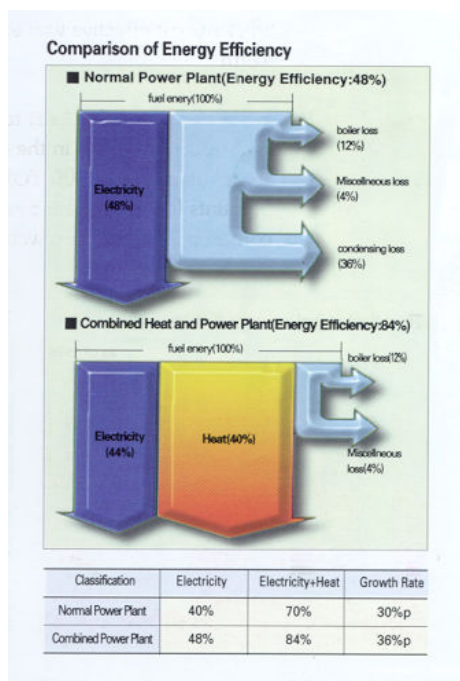 Comparison of Energy Efficiency
■ Normal Power Plant(Energy Efficiency:48%)
fuel enery(100%)
boiler loss
(12%)
Electricity
(48%)
Miscellneous loss
(4%)
condensing loss
(36%)
■ Combined Heat and Power Plant(Energy Efficiency:84%)
fuel enery(100%)
boiler loss(12%)
Electricity
(44%)
Heat(40%)
Miscellneous
loss(4%)
Classification Electricity Electricity+Heat Growth Rate
Normal Power Plant 40% 70% 30%p
Combined Power Plant 48% 84% 36%p